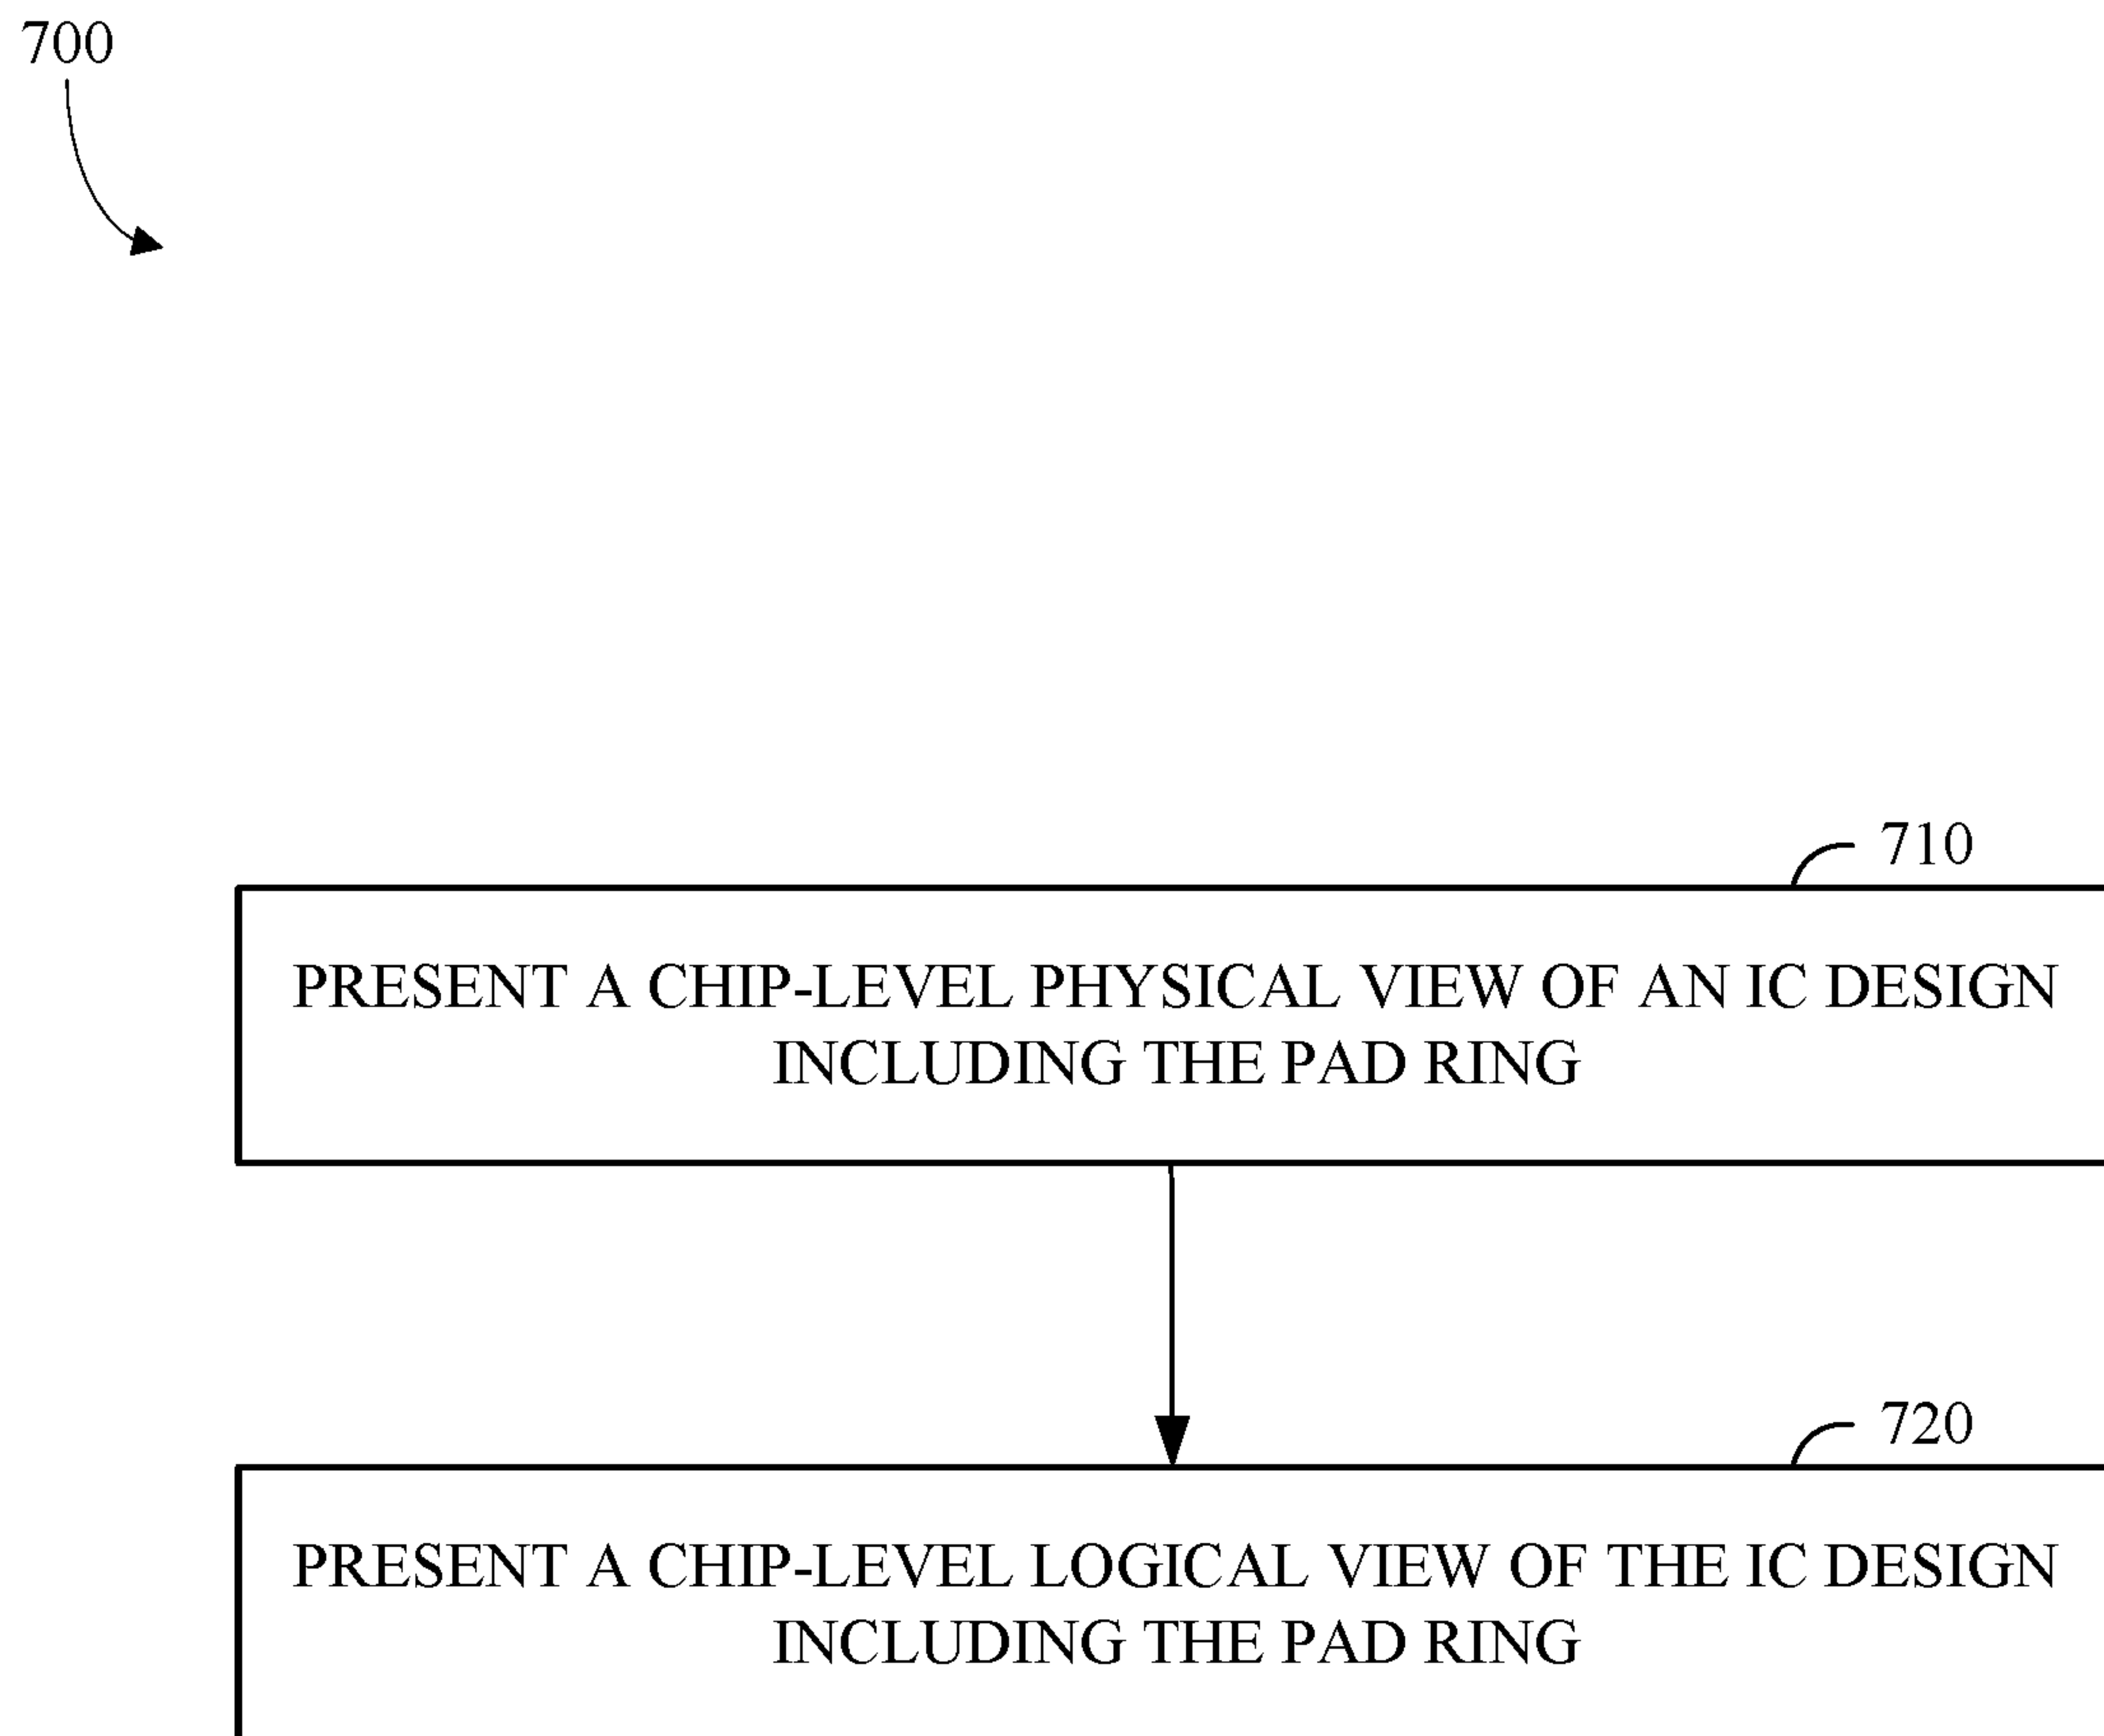 700
710
PRESENT A CHIP-LEVEL PHYSICAL VIEW OF AN IC DESIGN
INCLUDING THE PAD RING
720
PRESENT A CHIP-LEVEL LOGICAL VIEW OF THE IC DESIGN
INCLUDING THE PAD RING